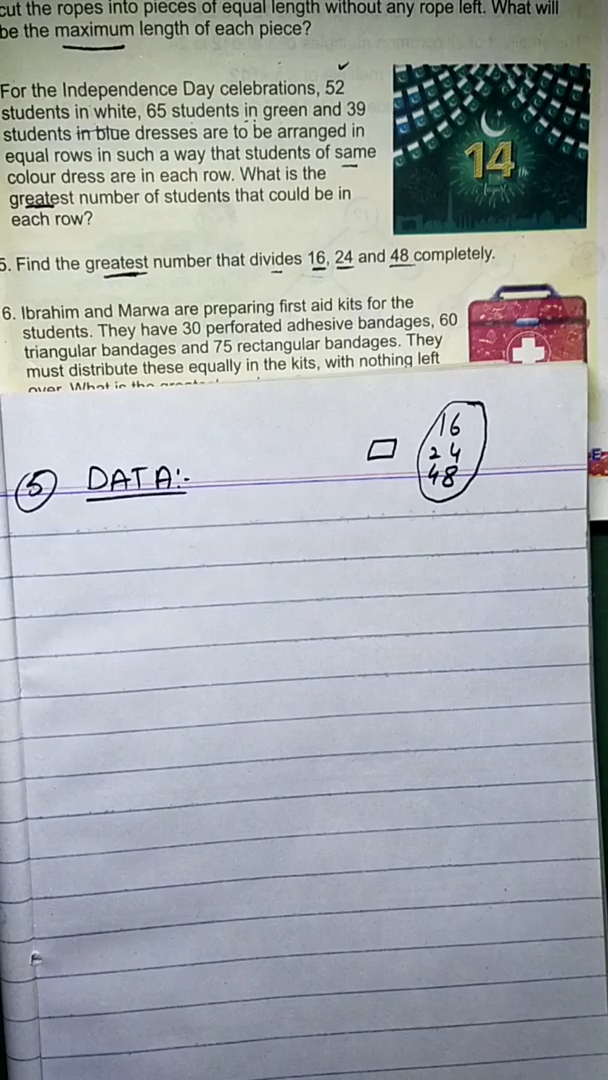 cut the ropes into pieces of equal length without any rope left. What will
be the maximum length of each piece?
For the Independence Day celebrations, 52
students in white, 65 students in green and 39
students in blue dresses are to be arranged in
equal rows in such a way that students of same
colour dress are in each row. What is the
greatest number of students that could be in
each row?
14
5. Find the greatest number that divides 16, 24 and 48 completely.
6. Ibrahim and Marwa are preparing first aid kits for the
students. They have 30 perforated adhesive bandages, 60
triangular bandages and 75 rectangular bandages. They
must distribute these equally in the kits, with nothing left
over. What is the
16
24
48
5 DATA:-